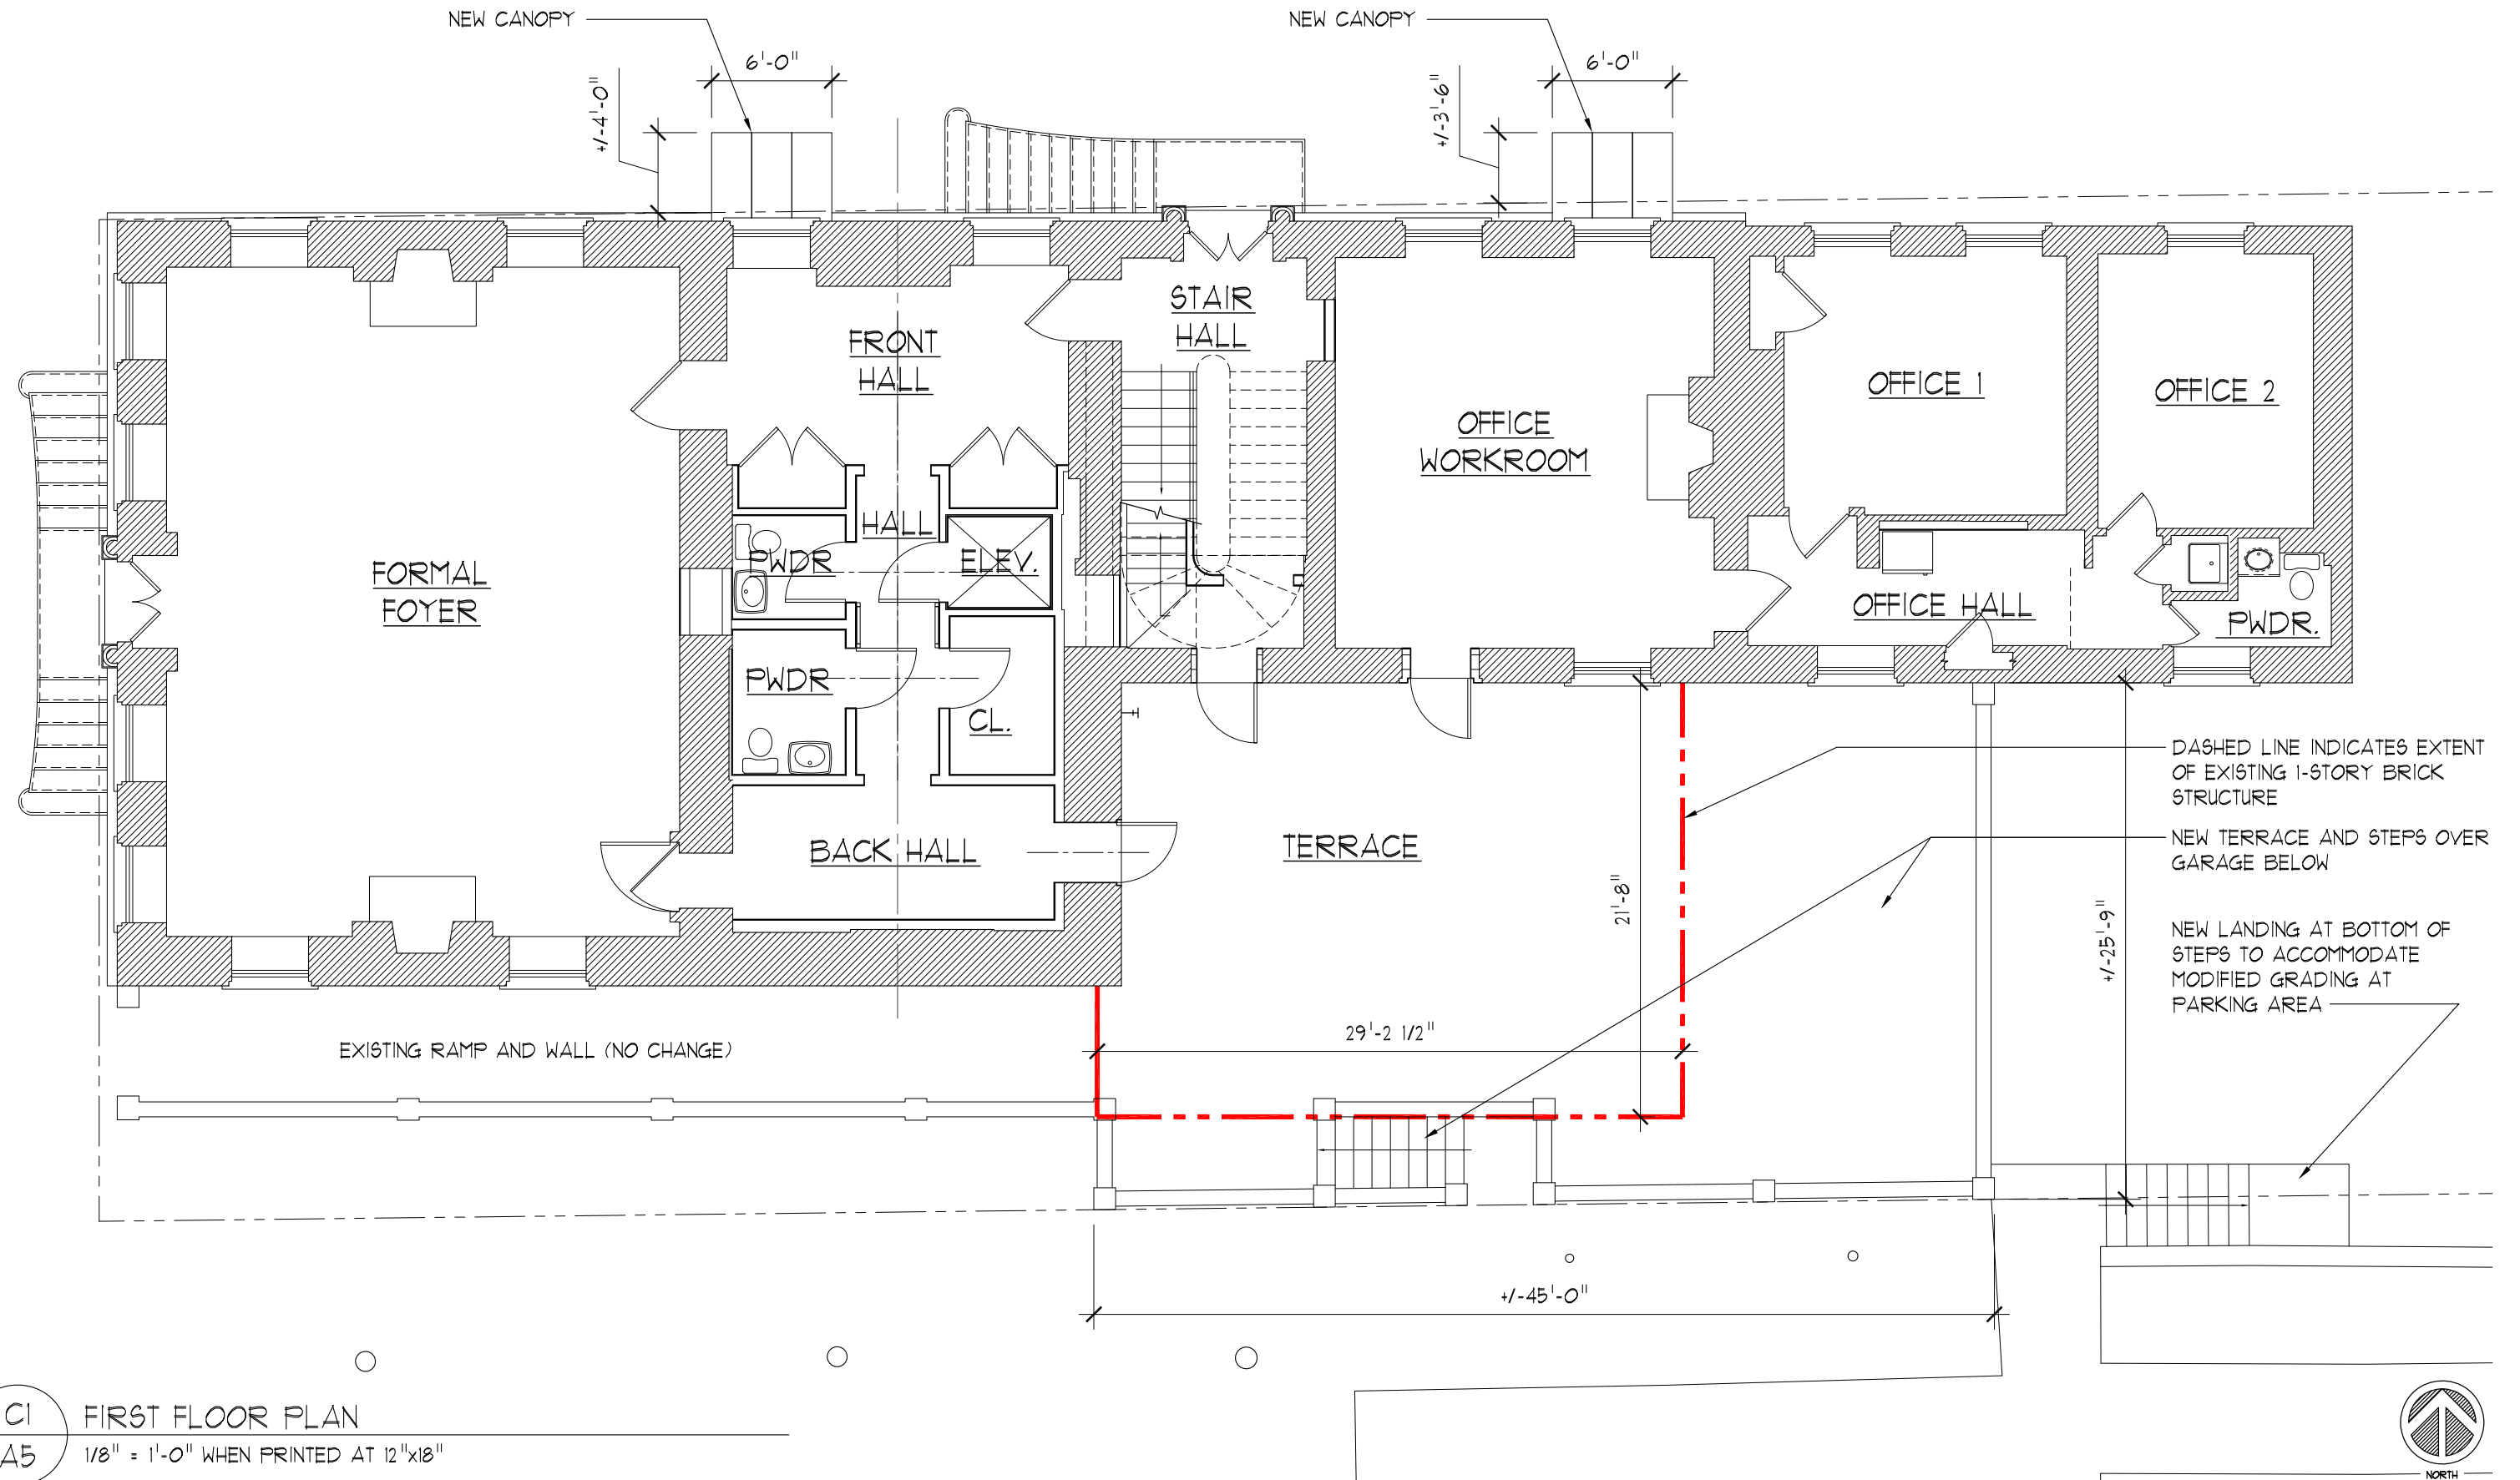 NEW CANOPY
NEW CANOPY
6'-0"
6'-0"
+/-4'-0"
+/-3'-6"
STAIR
HALL
FRONT
HALL
OFFICE 1
OFFICE 2
OFFICE
WORKROOM
HALL
PWDR
ELEV.
FORMAL
FOYER
OFFICE HALL
PWDR.
PWDR
CL.
DASHED LINE INDICATES EXTENT
OF EXISTING 1-STORY BRICK
STRUCTURE
BACK HALL
TERRACE
NEW TERRACE AND STEPS OVER
GARAGE BELOW
21'-8"
+/-25'-9"
NEW LANDING AT BOTTOM OF
STEPS TO ACCOMMODATE
MODIFIED GRADING AT
PARKING AREA
29'-2 1/2"
EXISTING RAMP AND WALL (NO CHANGE)
+/-45'-0"
C1
A5
FIRST FLOOR PLAN
1/8" = 1'-0" WHEN PRINTED AT 12"x18"
NORTH